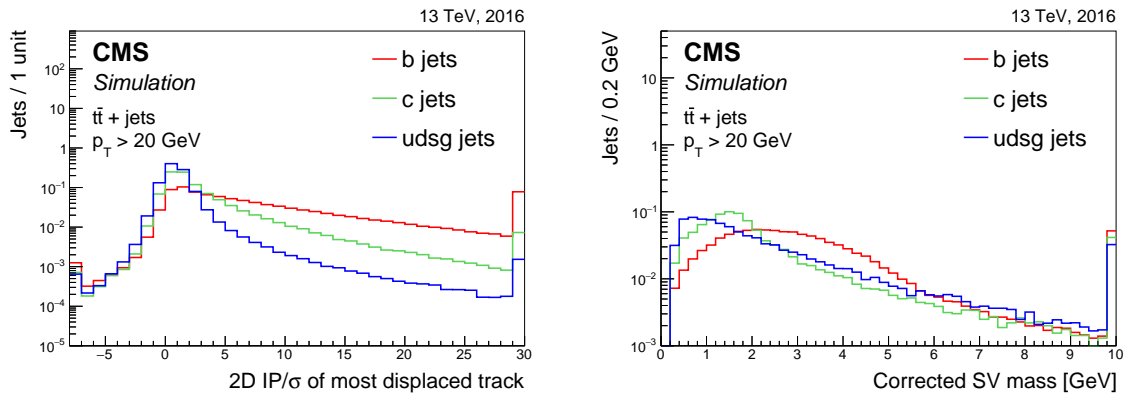 13 TeV, 2016
Jets / 1 unit
CMS
Simulation
tt̄ + jets
p_T > 20 GeV
b jets
c jets
udsg jets
10²
10
1
10⁻¹
10⁻²
10⁻³
10⁻⁴
10⁻⁵
−5 0 5 10 15 20 25 30
2D IP/σ of most displaced track
13 TeV, 2016
Jets / 0.2 GeV
CMS
Simulation
tt̄ + jets
p_T > 20 GeV
b jets
c jets
udsg jets
10
1
10⁻¹
10⁻²
10⁻³
0 1 2 3 4 5 6 7 8 9 10
Corrected SV mass [GeV]